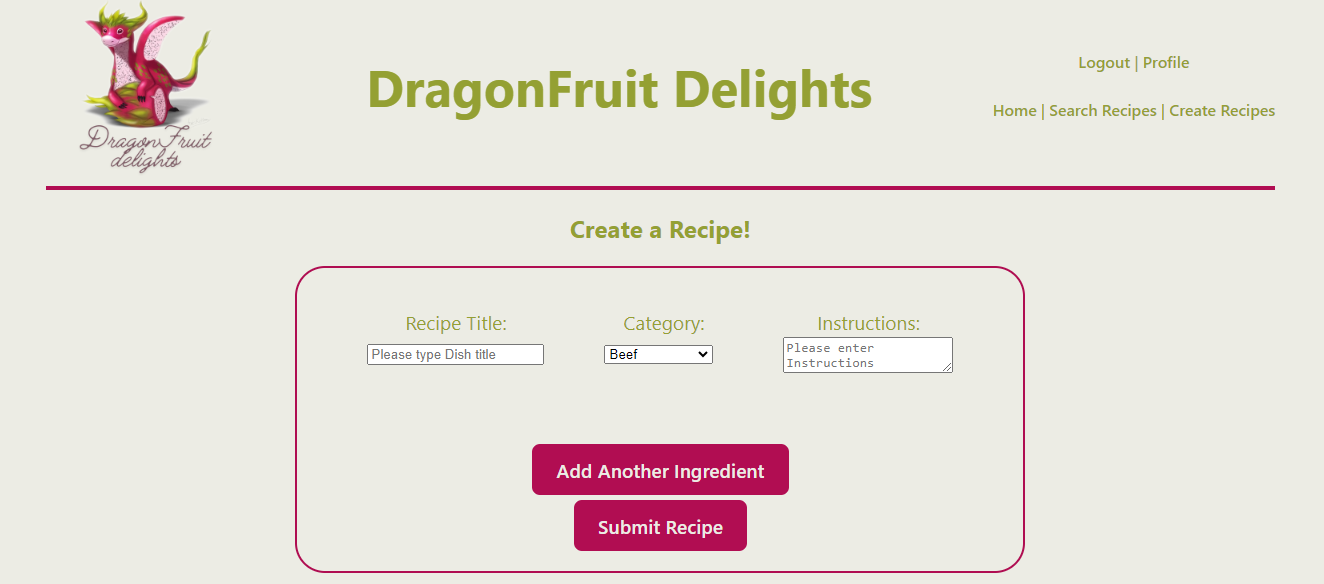 DragonFruit
delights
DragonFruit Delights
Logout | Profile
Home | Search Recipes | Create Recipes
Create a Recipe!
Recipe Title:
Please type Dish title
Category:
Beef
Instructions:
Please enter
Instructions
Add Another Ingredient
Submit Recipe